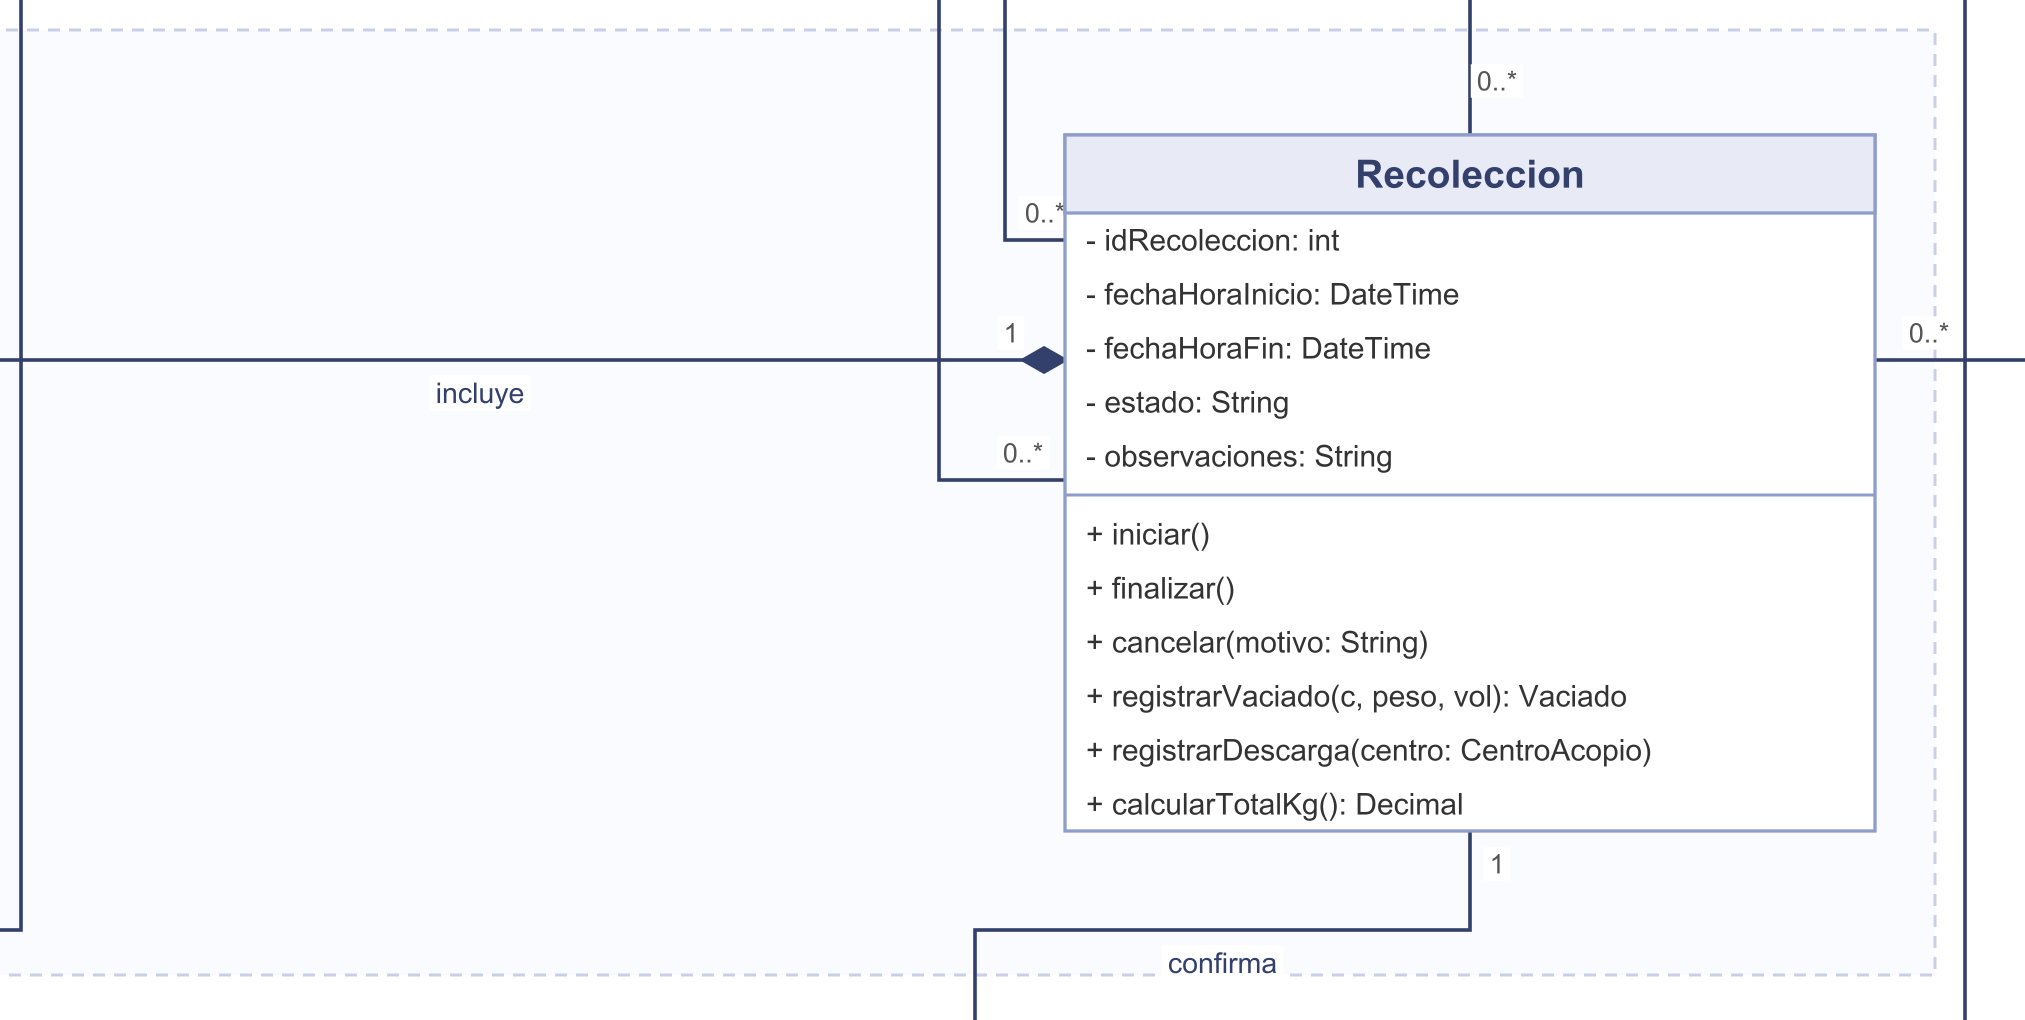 0..*
Recoleccion
0..*
- idRecoleccion: int
- fechaHoraInicio: DateTime
1
- fechaHoraFin: DateTime
0..*
incluye
- estado: String
0..*
- observaciones: String
+ iniciar()
+ finalizar()
+ cancelar(motivo: String)
+ registrarVaciado(c, peso, vol): Vaciado
+ registrarDescarga(centro: CentroAcopio)
+ calcularTotalKg(): Decimal
1
confirma